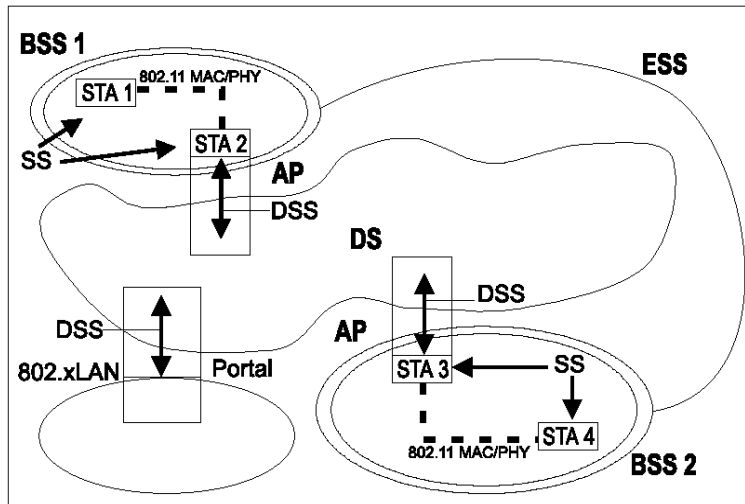 BSS 1
802.11 MAC/PHY
ESS
STA 1
SS
STA 2
AP
DSS
DS
DSS
DSS
AP
802.xLAN
Portal
STA 3
SS
STA 4
802.11 MAC/PHY
BSS 2